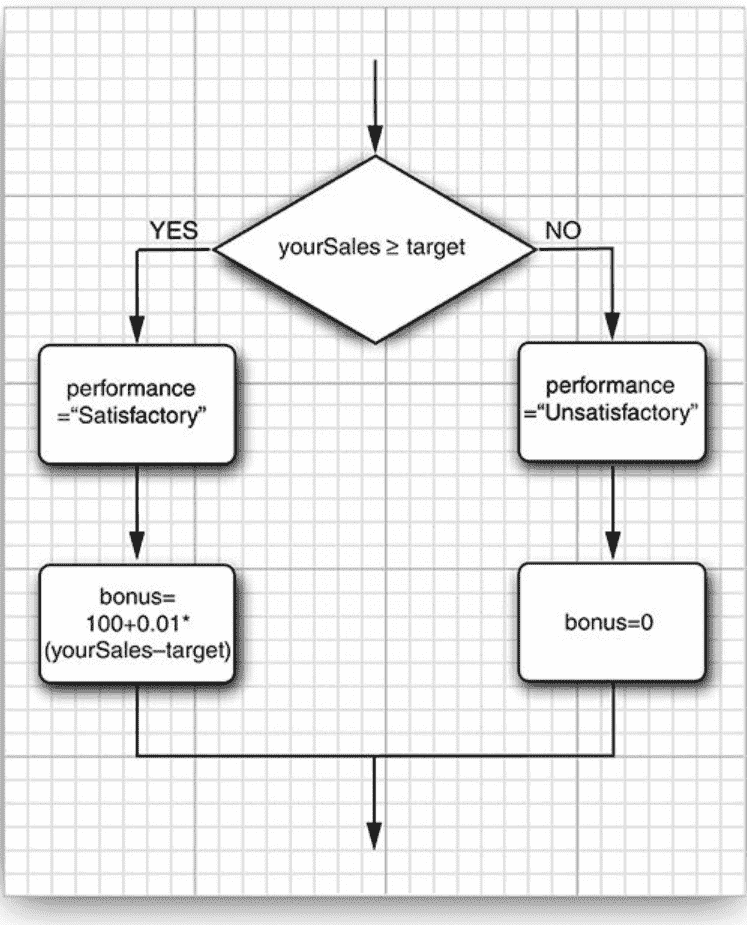 yourSales ≥ target
YES
NO
performance
=“Satisfactory”
performance
=“Unsatisfactory”
bonus=
100+0.01*
(yourSales–target)
bonus=0